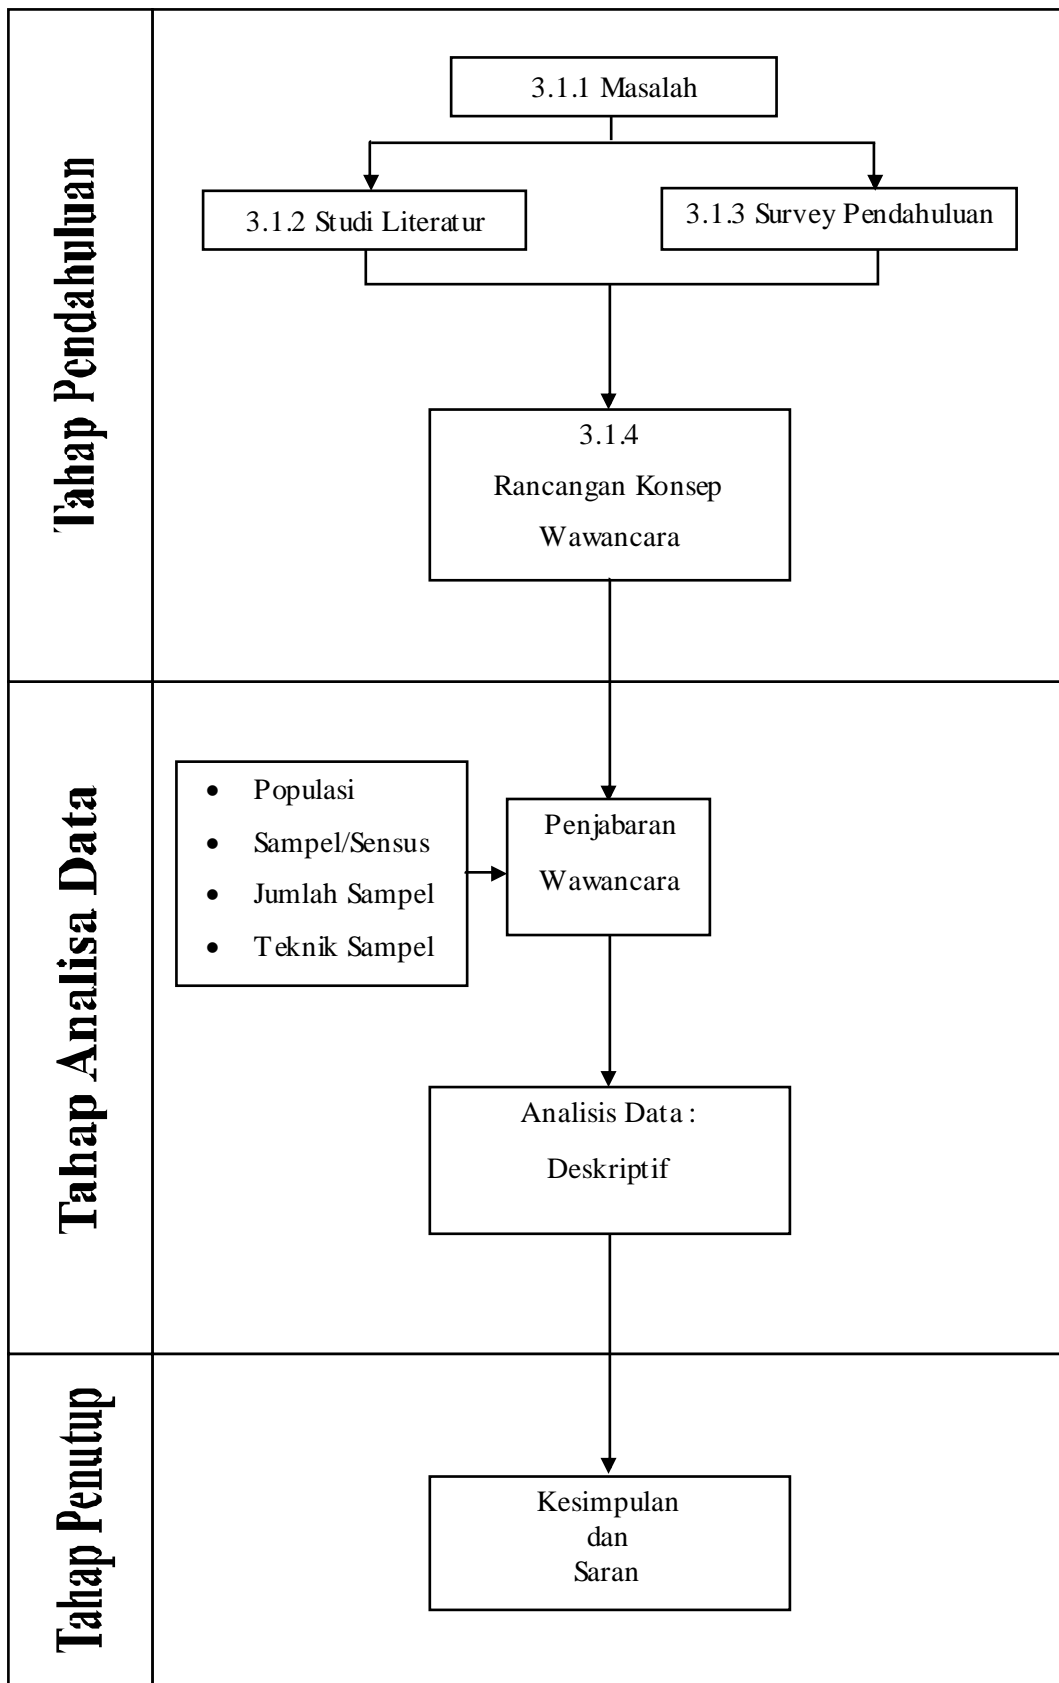 Tahap Pendahuluan
3.1.1 Masalah
3.1.2 Studi Literatur
3.1.3 Survey Pendahuluan
3.1.4
Rancangan Konsep
Wawancara
Tahap Analisa Data
• Populasi
• Sampel/Sensus
• Jumlah Sampel
• Teknik Sampel
Penjabaran
Wawancara
Analisis Data :
Deskriptif
Tahap Penutup
Kesimpulan
dan
Saran